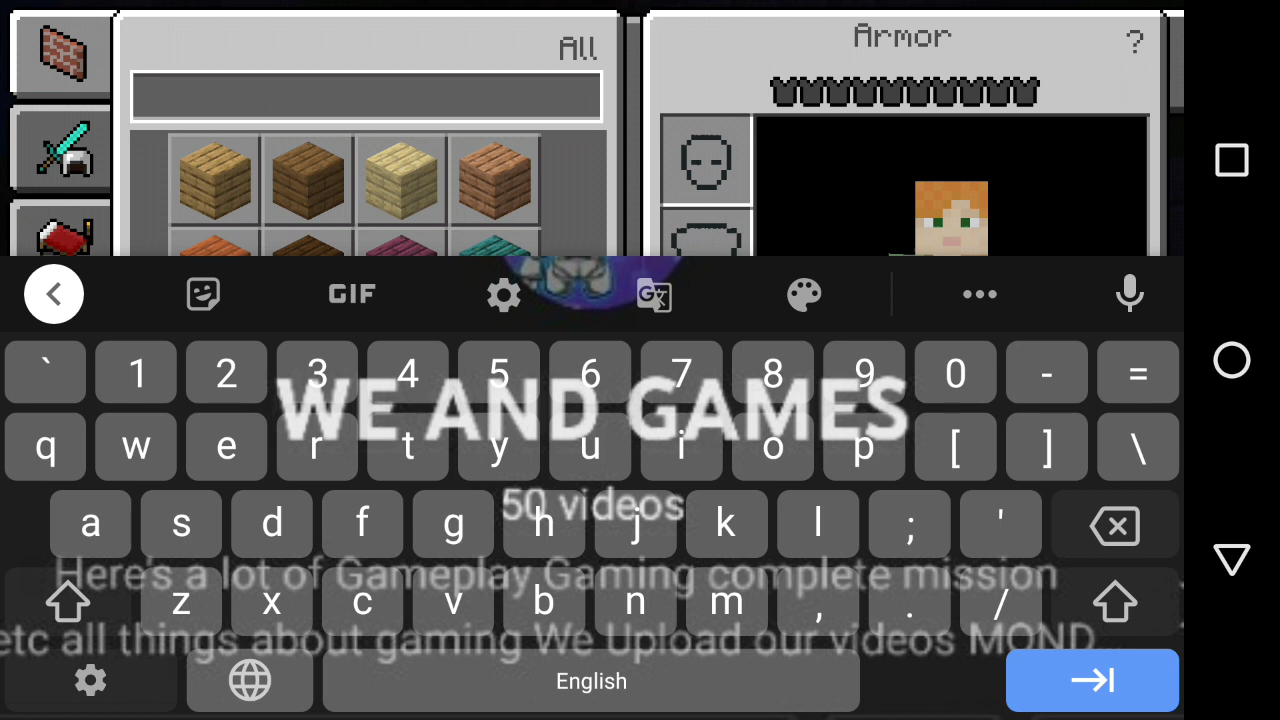 All
Armor
?
GIF
` 1 2 3 4 5 6 7 8 9 0 - =
WE AND GAMES
q w e r t y u i o p [ ] \
50 videos
a s d f g h j k l ; '
Here's a lot of Gameplay Gaming complete mission
z x c v b n m , . /
etc all things about gaming We Upload our videos MOND...
English